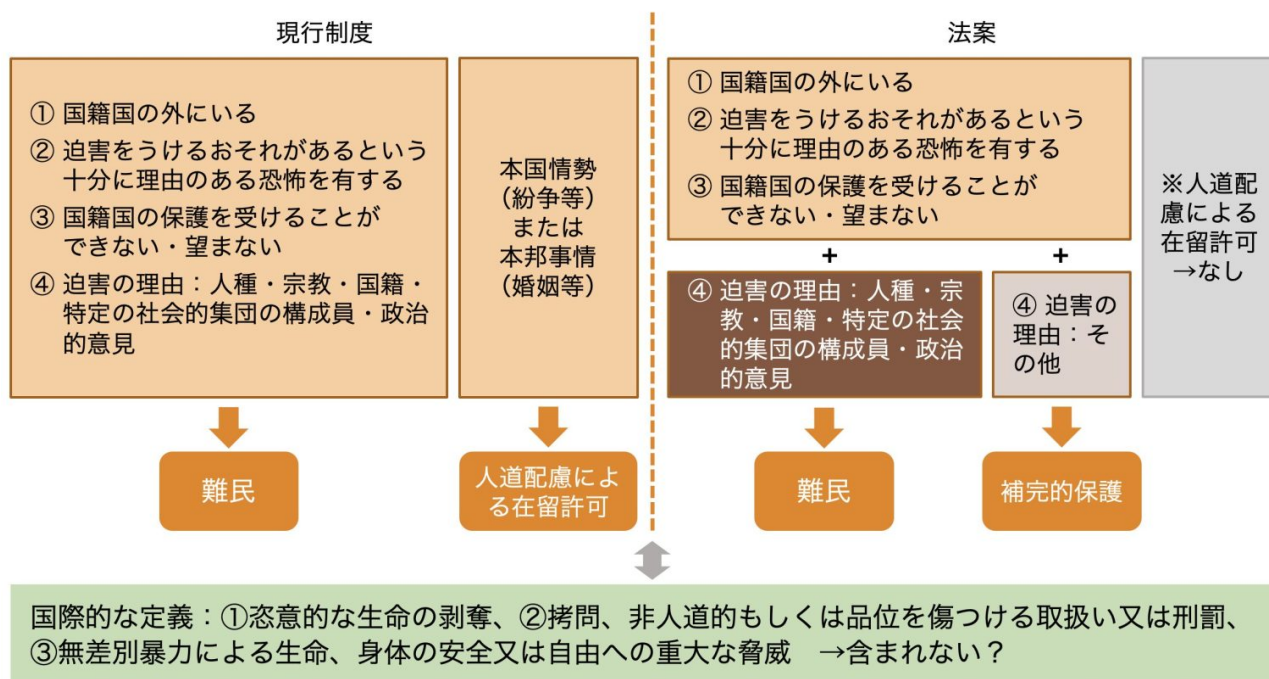 現行制度
① 国籍国の外にいる
② 迫害をうけるおそれがあるという
十分に理由のある恐怖を有する
③ 国籍国の保護を受けることが
できない・望まない
④ 迫害の理由：人種・宗教・国籍・
特定の社会的集団の構成員・政治
的意見
本国情勢
（紛争等）
または
本邦事情
（婚姻等）
難民
人道配慮によ
る在留許可
法案
① 国籍国の外にいる
② 迫害をうけるおそれがあるという
十分に理由のある恐怖を有する
③ 国籍国の保護を受けることが
できない・望まない
+
+
④ 迫害の理由：人種・宗
教・国籍・特定の社会
的集団の構成員・政治
的意見
④ 迫害の
理由：そ
の他
※人道配
慮による
在留許可
→なし
難民
補完的保護
国際的な定義：①恣意的な生命の剥奪、②拷問、非人道的もしくは品位を傷つける取扱い又は刑罰、
③無差別暴力による生命、身体の安全又は自由への重大な脅威　→含まれない？